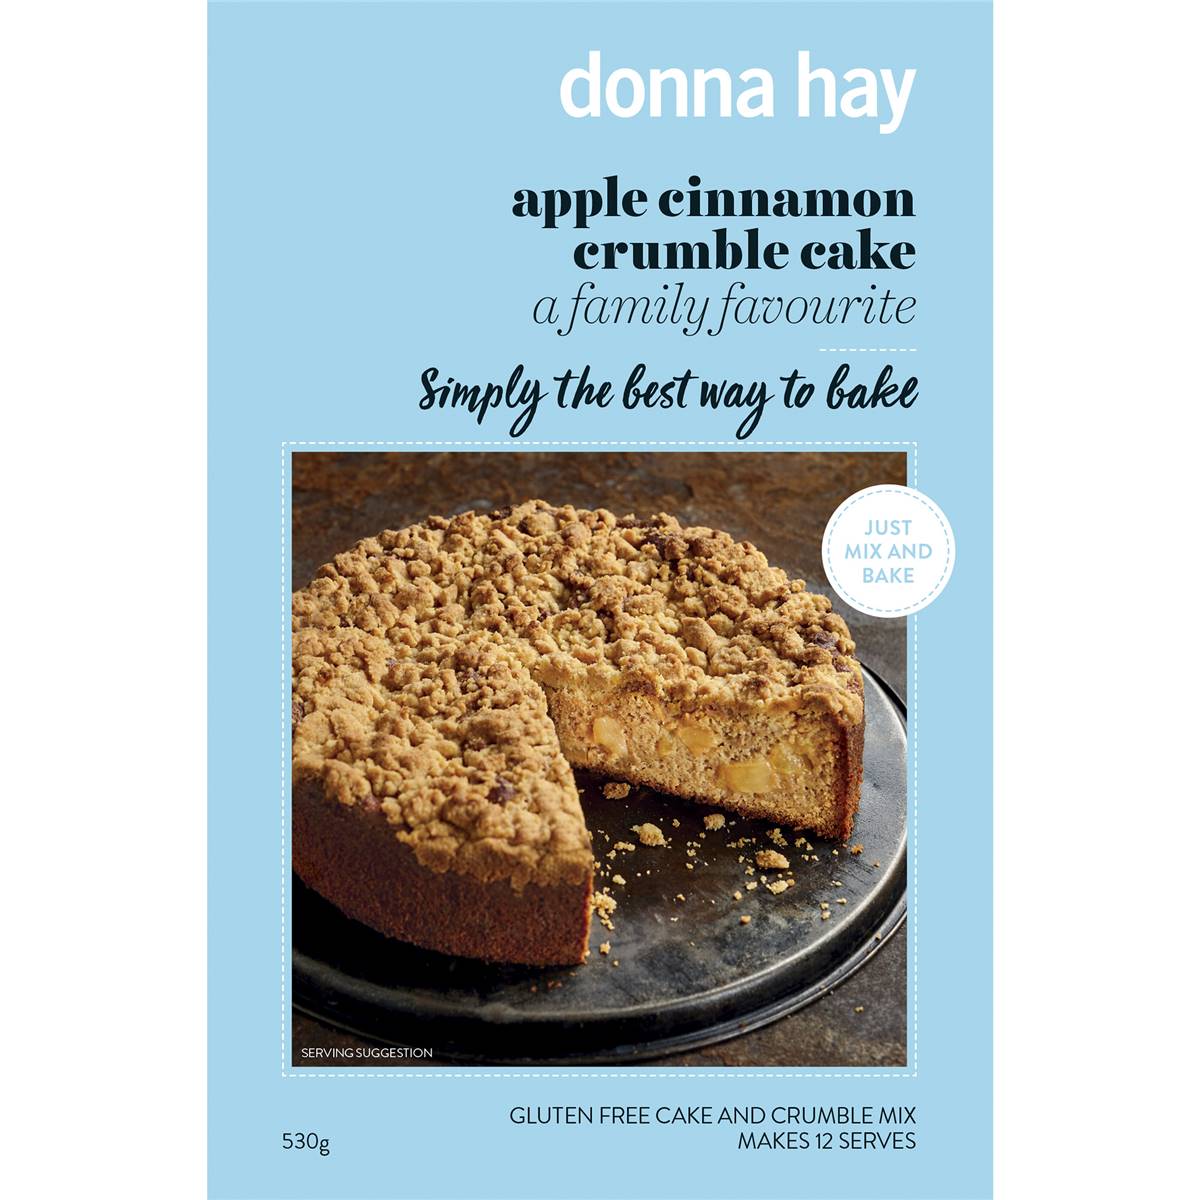 donna hay
apple cinnamon
crumble cake
a family favourite
Simply the best way to bake
JUST
MIX AND
BAKE
SERVING SUGGESTION
GLUTEN FREE CAKE AND CRUMBLE MIX
530g
MAKES 12 SERVES